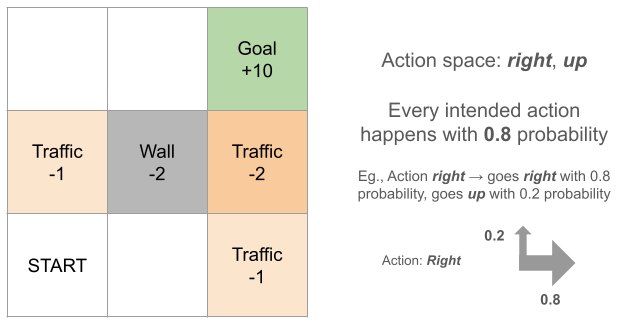 Goal
+10
Traffic
-1
Wall
-2
Traffic
-2
START
Traffic
-1
Action space: right, up
Every intended action
happens with 0.8 probability
Eg., Action right → goes right with 0.8
probability, goes up with 0.2 probability
Action: Right
0.2
0.8